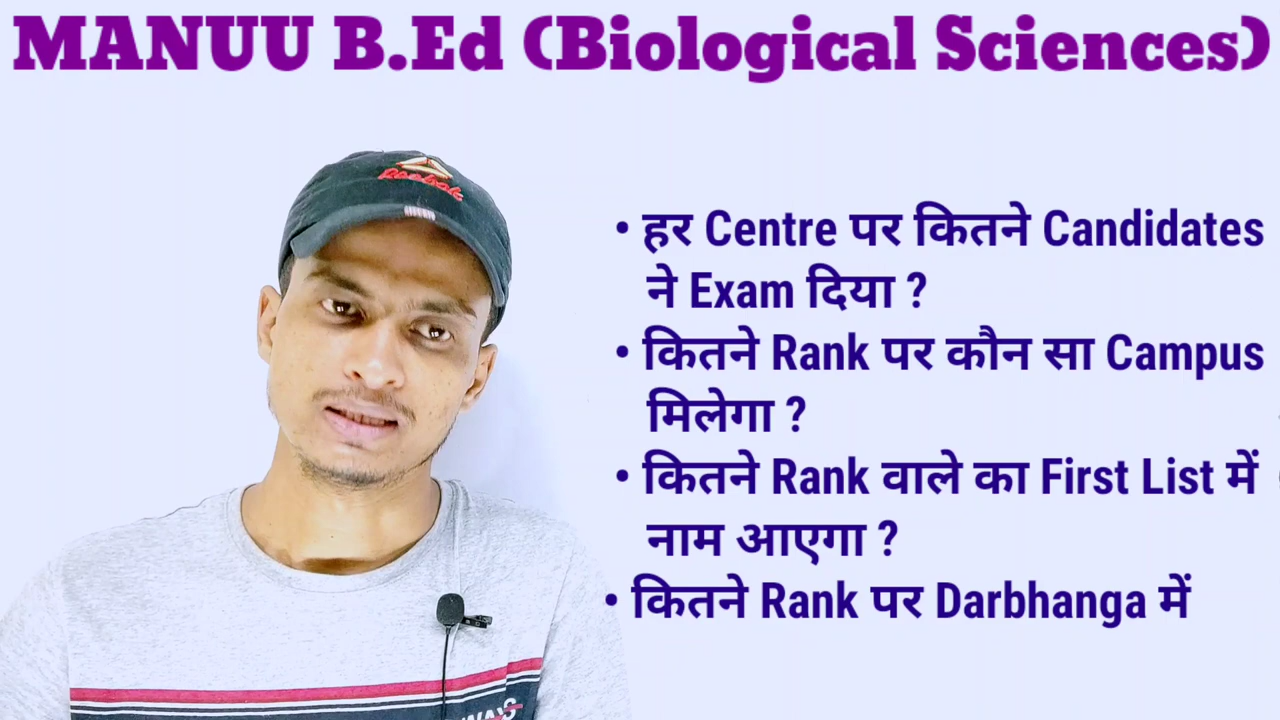 MANUU B.Ed (Biological Sciences)
Reebok
• हर Centre पर कितने Candidates
ने Exam दिया ?
• कितने Rank पर कौन सा Campus
मिलेगा ?
• कितने Rank वाले का First List में
नाम आएगा ?
• कितने Rank पर Darbhanga में